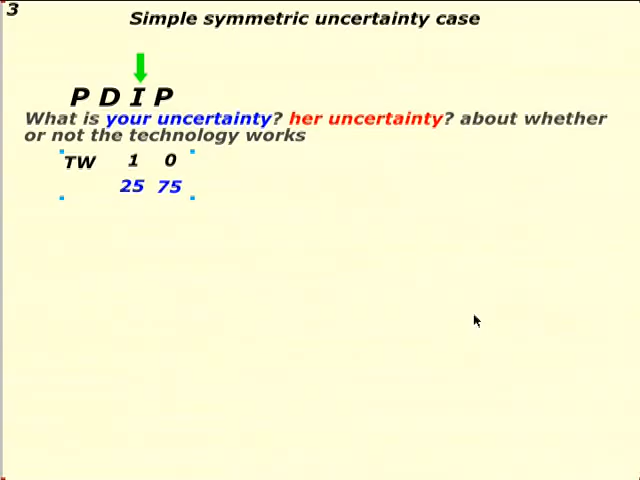 3
Simple symmetric uncertainty case
P D I P
What is your uncertainty? her uncertainty? about whether
or not the technology works
TW 1 0
25 75